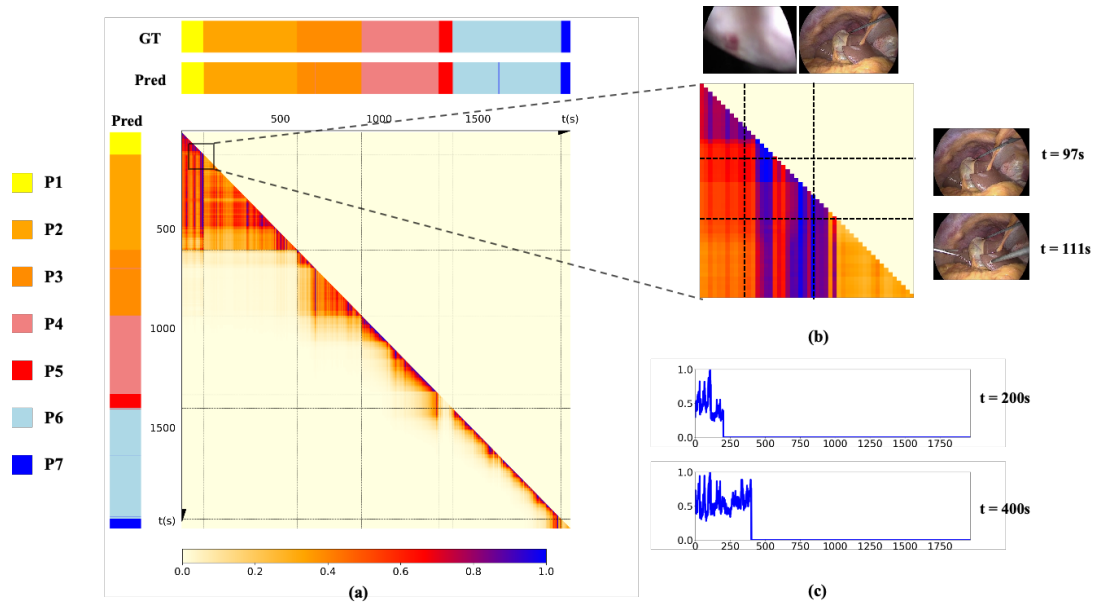 GT
Pred
Pred
500 1000 1500 t(s)
P1
P2
P3
P4
P5
P6
P7
500
1000
1500
t(s)
0.0 0.2 0.4 0.6 0.8 1.0
(a)
t = 97s
t = 111s
(b)
1.0
0.5
0.0
0 250 500 750 1000 1250 1500 1750
t = 200s
1.0
0.5
0.0
0 250 500 750 1000 1250 1500 1750
t = 400s
(c)